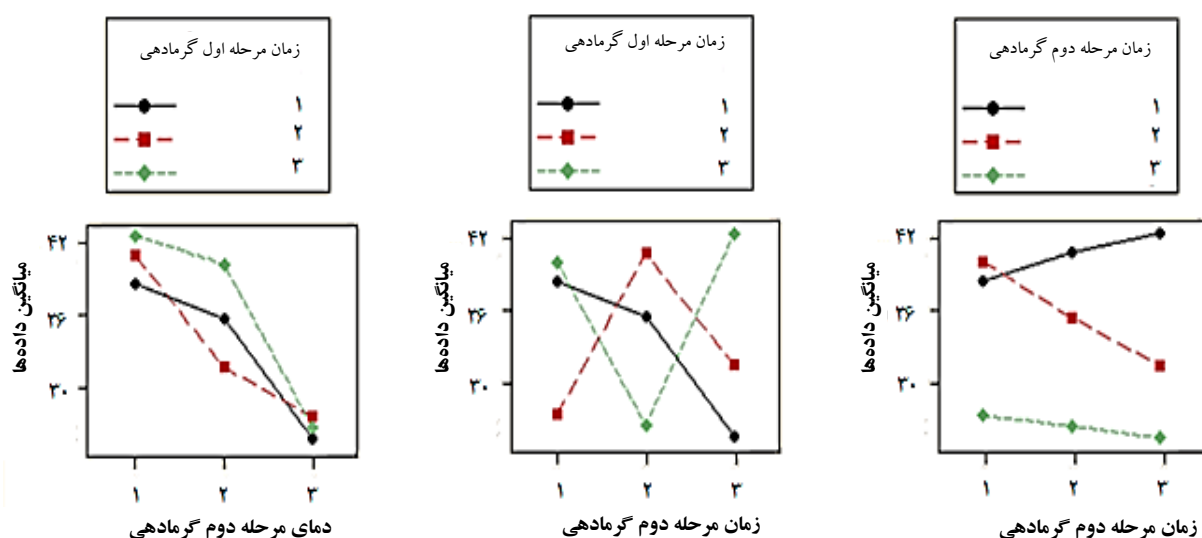 زمان مرحله اول گرمادهی
۱
۲
۳
میانگین داده‌ها
۴۲
۳۶
۳۰
۱ ۲ ۳
دمای مرحله دوم گرمادهی
زمان مرحله اول گرمادهی
۱
۲
۳
میانگین داده‌ها
۴۲
۳۶
۳۰
۱ ۲ ۳
زمان مرحله دوم گرمادهی
زمان مرحله دوم گرمادهی
۱
۲
۳
میانگین داده‌ها
۴۲
۳۶
۳۰
۱ ۲ ۳
زمان مرحله دوم گرمادهی